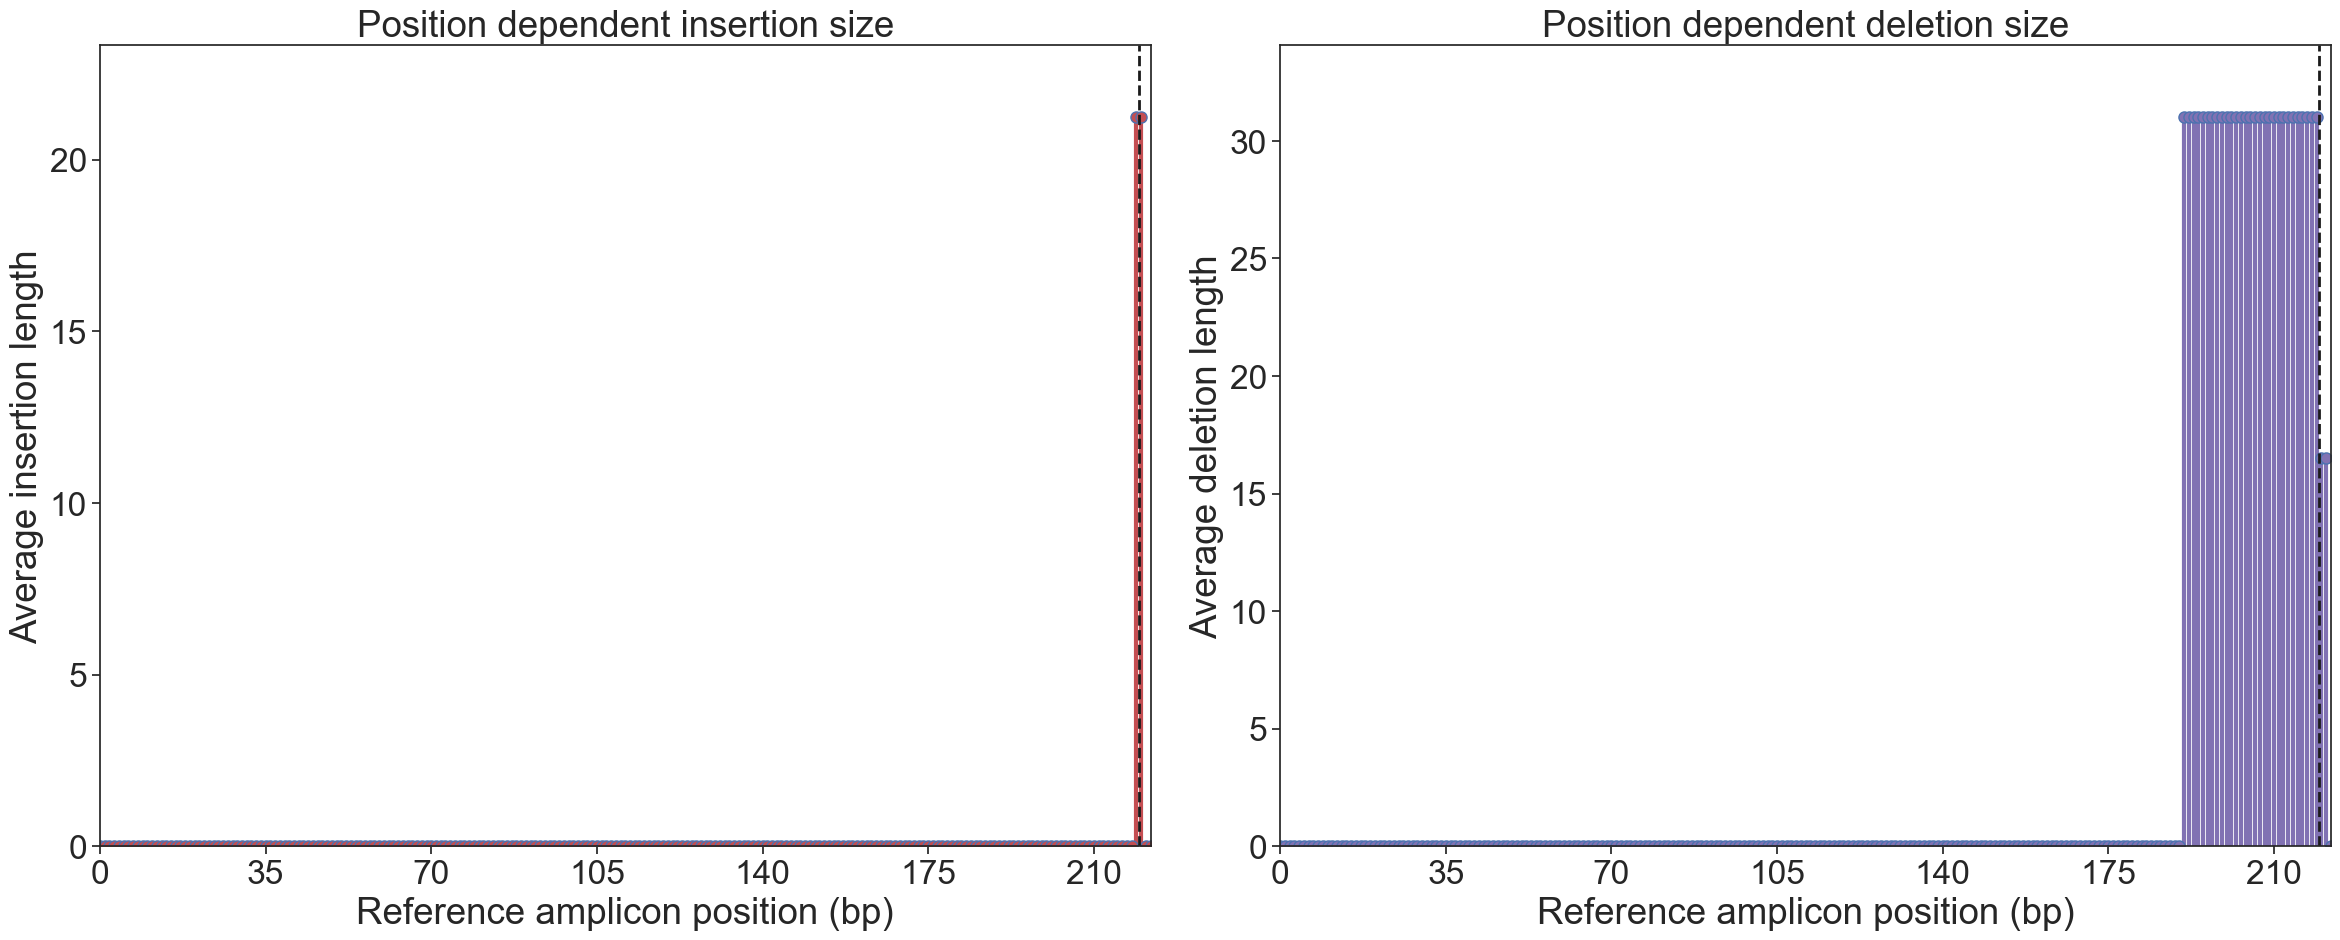 Position dependent insertion size
Average insertion length
20
15
10
5
0
0 35 70 105 140 175 210
Reference amplicon position (bp)
Position dependent deletion size
Average deletion length
30
25
20
15
10
5
0
0 35 70 105 140 175 210
Reference amplicon position (bp)